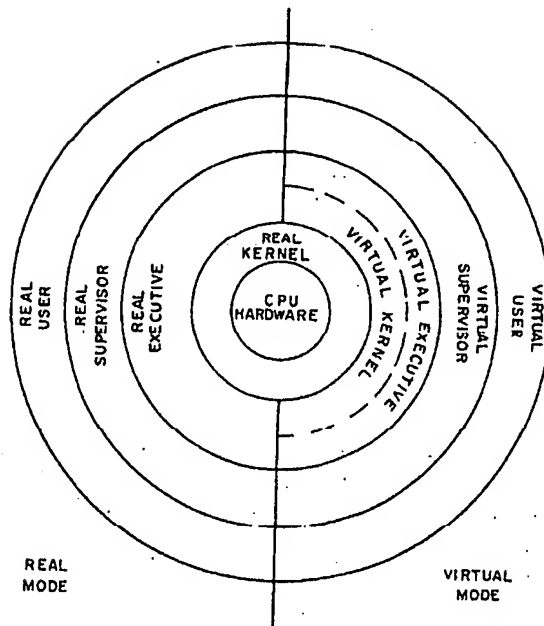 REAL
USER
REAL
SUPERVISOR
REAL
EXECUTIVE
REAL
KERNEL
CPU
HARDWARE
VIRTUAL KERNEL
VIRTUAL EXECUTIVE
VIRTUAL
SUPERVISOR
VIRTUAL
USER
REAL
MODE
VIRTUAL
MODE